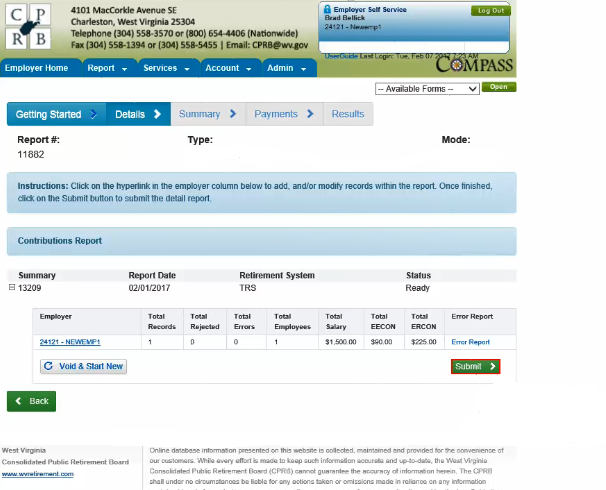 C P
R B
4101 MacCorkle Avenue SE
Charleston, West Virginia 25304
Telephone (304) 558-3570 or (800) 654-4406 (Nationwide)
Fax (304) 558-1394 or (304) 558-5455 | Email: CPRB@wv.gov
Employer Self Service
Brad Bellick
24121 - Newemp1
Log Out
UserGuide Last Login: Tue, Feb 07 2017 7:23 AM
COMPASS
Employer Home Report Services Account Admin
-- Available Forms -- Open
Getting Started Details Summary Payments Results
Report #: Type: Mode:
11882
Instructions: Click on the hyperlink in the employer column below to add, and/or modify records within the report. Once finished,
click on the Submit button to submit the detail report.
Contributions Report
Summary Report Date Retirement System Status
13209 02/01/2017 TRS Ready
Employer Total Records Total Rejected Total Errors Total Employees Total Salary Total EECON Total ERCON Error Report
24121 - NEWEMP1 1 0 0 1 $1,500.00 $90.00 $225.00 Error Report
Void & Start New Submit
Back
West Virginia
Consolidated Public Retirement Board
www.wvretirement.com
Online database information presented on this website is collected, maintained and provided for the convenience of
our customers. While every effort is made to keep such information accurate and up-to-date, the West Virginia
Consolidated Public Retirement Board (CPRB) cannot guarantee the accuracy of information herein. The CPRB
shall under no circumstances be liable for any actions taken or omissions made in reliance on any information